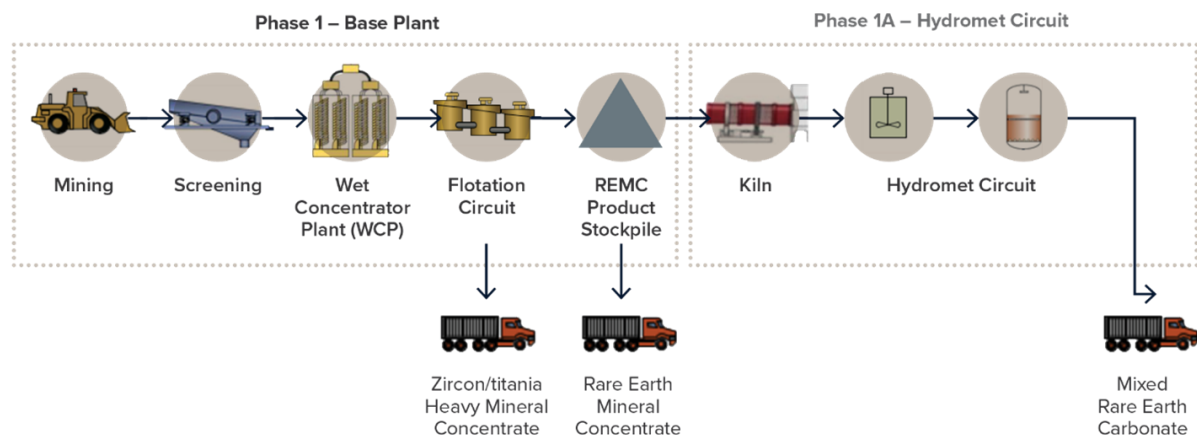 Phase 1 – Base Plant
Phase 1A – Hydromet Circuit
Mining
Screening
Wet
Concentrator
Plant (WCP)
Flotation
Circuit
REMC
Product
Stockpile
Kiln
Hydromet Circuit
Zircon/titania
Heavy Mineral
Concentrate
Rare Earth
Mineral
Concentrate
Mixed
Rare Earth
Carbonate